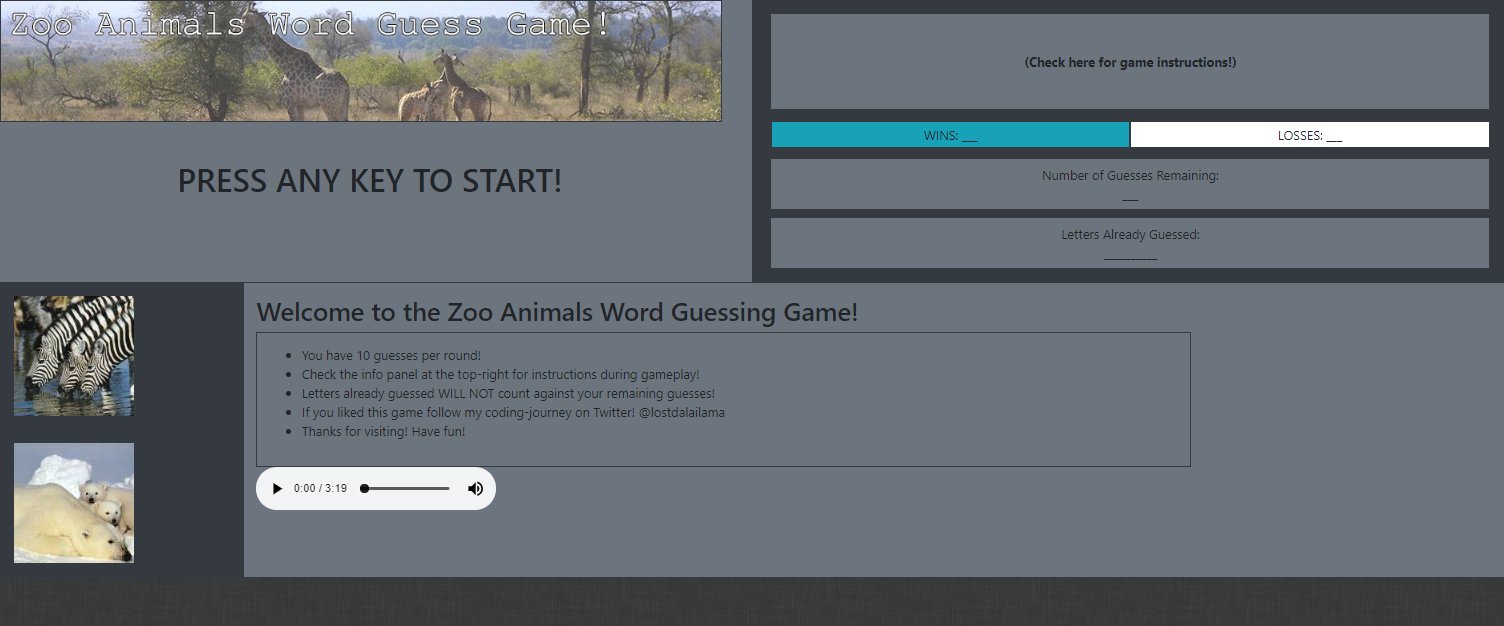 Zoo Animals Word Guess Game!
PRESS ANY KEY TO START!
(Check here for game instructions!)
WINS: ___
LOSSES: ___
Number of Guesses Remaining:
___
Letters Already Guessed:
__________
Welcome to the Zoo Animals Word Guessing Game!
• You have 10 guesses per round!
• Check the info panel at the top-right for instructions during gameplay!
• Letters already guessed WILL NOT count against your remaining guesses!
• If you liked this game follow my coding-journey on Twitter! @lostdalailama
• Thanks for visiting! Have fun!
0:00 / 3:19